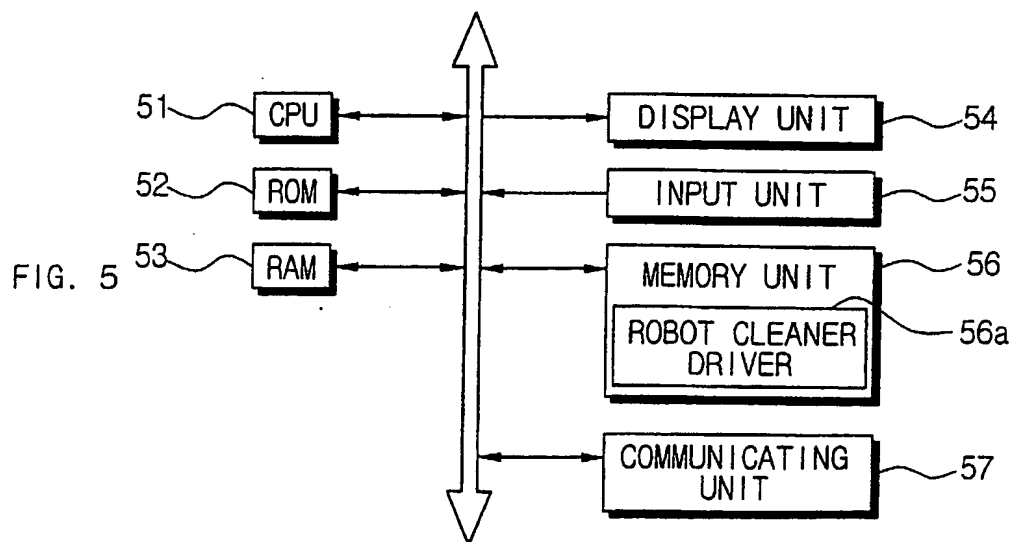 51 CPU DISPLAY UNIT 54
52 ROM INPUT UNIT 55
53 RAM MEMORY UNIT 56
FIG. 5
ROBOT CLEANER DRIVER 56a
COMMUNICATING UNIT 57